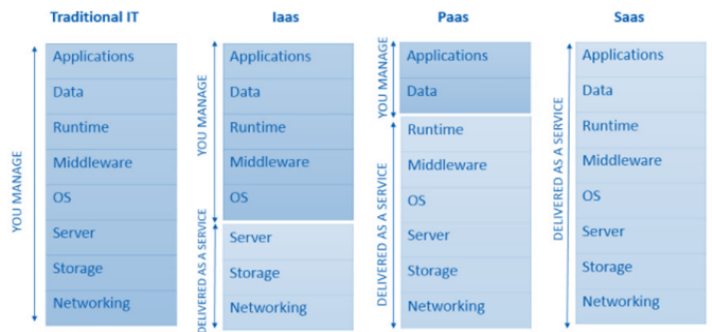 Traditional IT
Iaas
Paas
Saas
YOU MANAGE
Applications
Data
Runtime
Middleware
OS
Server
Storage
Networking
YOU MANAGE
DELIVERED AS A SERVICE
Applications
Data
Runtime
Middleware
OS
Server
Storage
Networking
YOU MANAGE
DELIVERED AS A SERVICE
Applications
Data
Runtime
Middleware
OS
Server
Storage
Networking
DELIVERED AS A SERVICE
Applications
Data
Runtime
Middleware
OS
Server
Storage
Networking